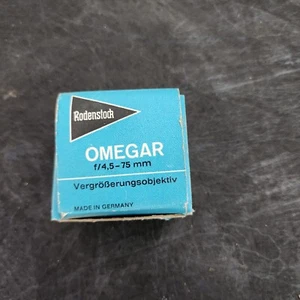 Rodenstock
OMEGAR
f/4,5-75 mm
Vergrößerungsobjektiv
MADE IN GERMANY